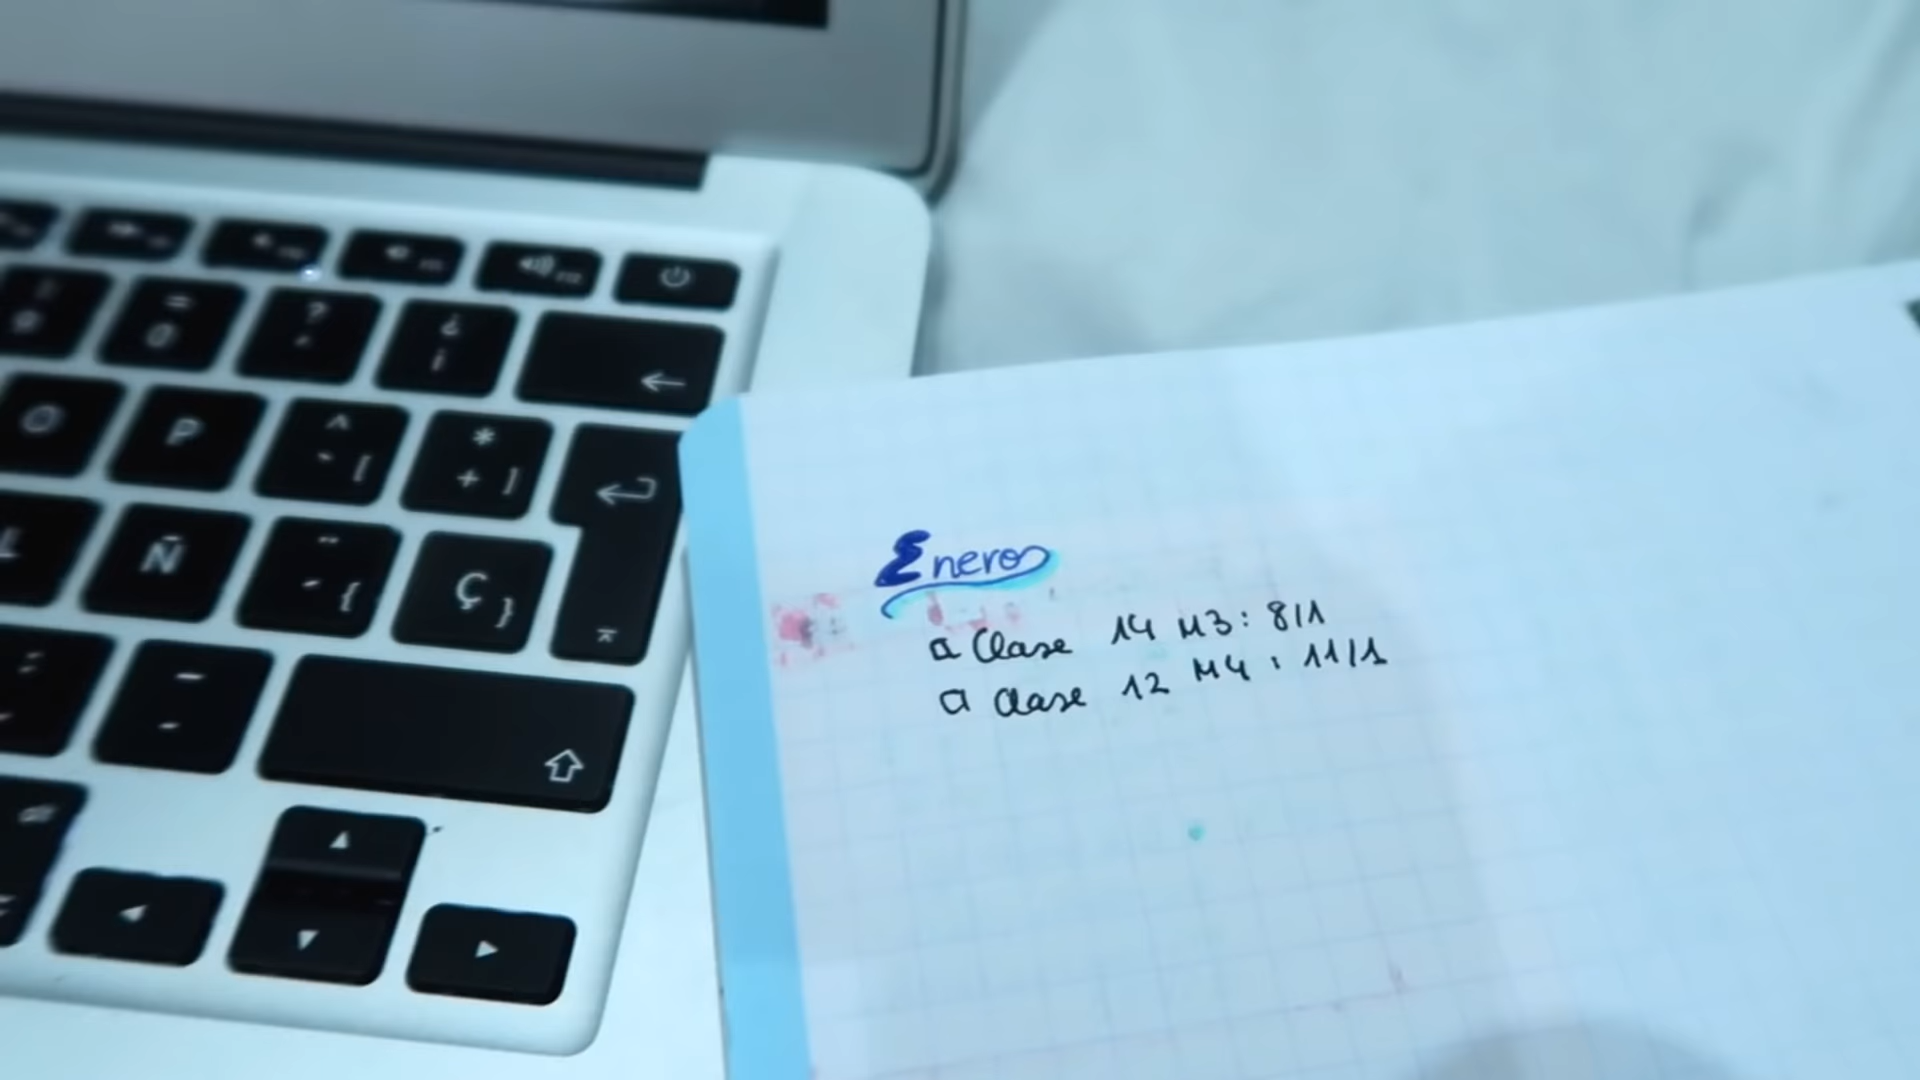 Enero
Clase 14 M3: 8/1
Clase 12 M4: 11/1
? '
¿ ¡
P
^ ` [
* + ]
Ñ
¨ ´ {
Ç }